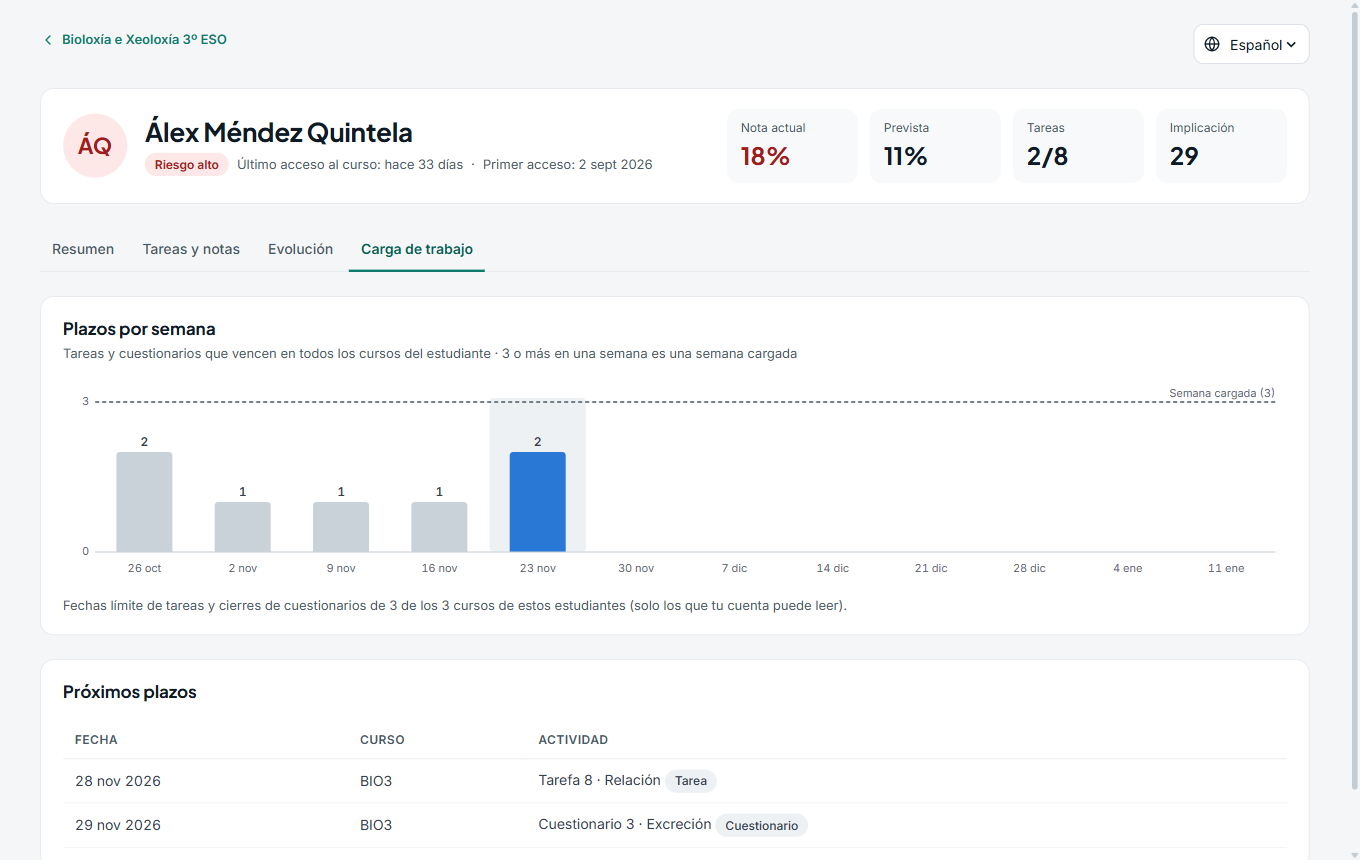 Bioloxía e Xeoloxía 3º ESO
Español
ÁQ
Álex Méndez Quintela
Riesgo alto Último acceso al curso: hace 33 días · Primer acceso: 2 sept 2026
Nota actual
18%
Prevista
11%
Tareas
2/8
Implicación
29
Resumen Tareas y notas Evolución Carga de trabajo
Plazos por semana
Tareas y cuestionarios que vencen en todos los cursos del estudiante · 3 o más en una semana es una semana cargada
Semana cargada (3)
3
2 1 1 1 2
0
26 oct 2 nov 9 nov 16 nov 23 nov 30 nov 7 dic 14 dic 21 dic 28 dic 4 ene 11 ene
Fechas límite de tareas y cierres de cuestionarios de 3 de los 3 cursos de estos estudiantes (solo los que tu cuenta puede leer).
Próximos plazos
FECHA CURSO ACTIVIDAD
28 nov 2026 BIO3 Tarefa 8 · Relación Tarea
29 nov 2026 BIO3 Cuestionario 3 · Excreción Cuestionario